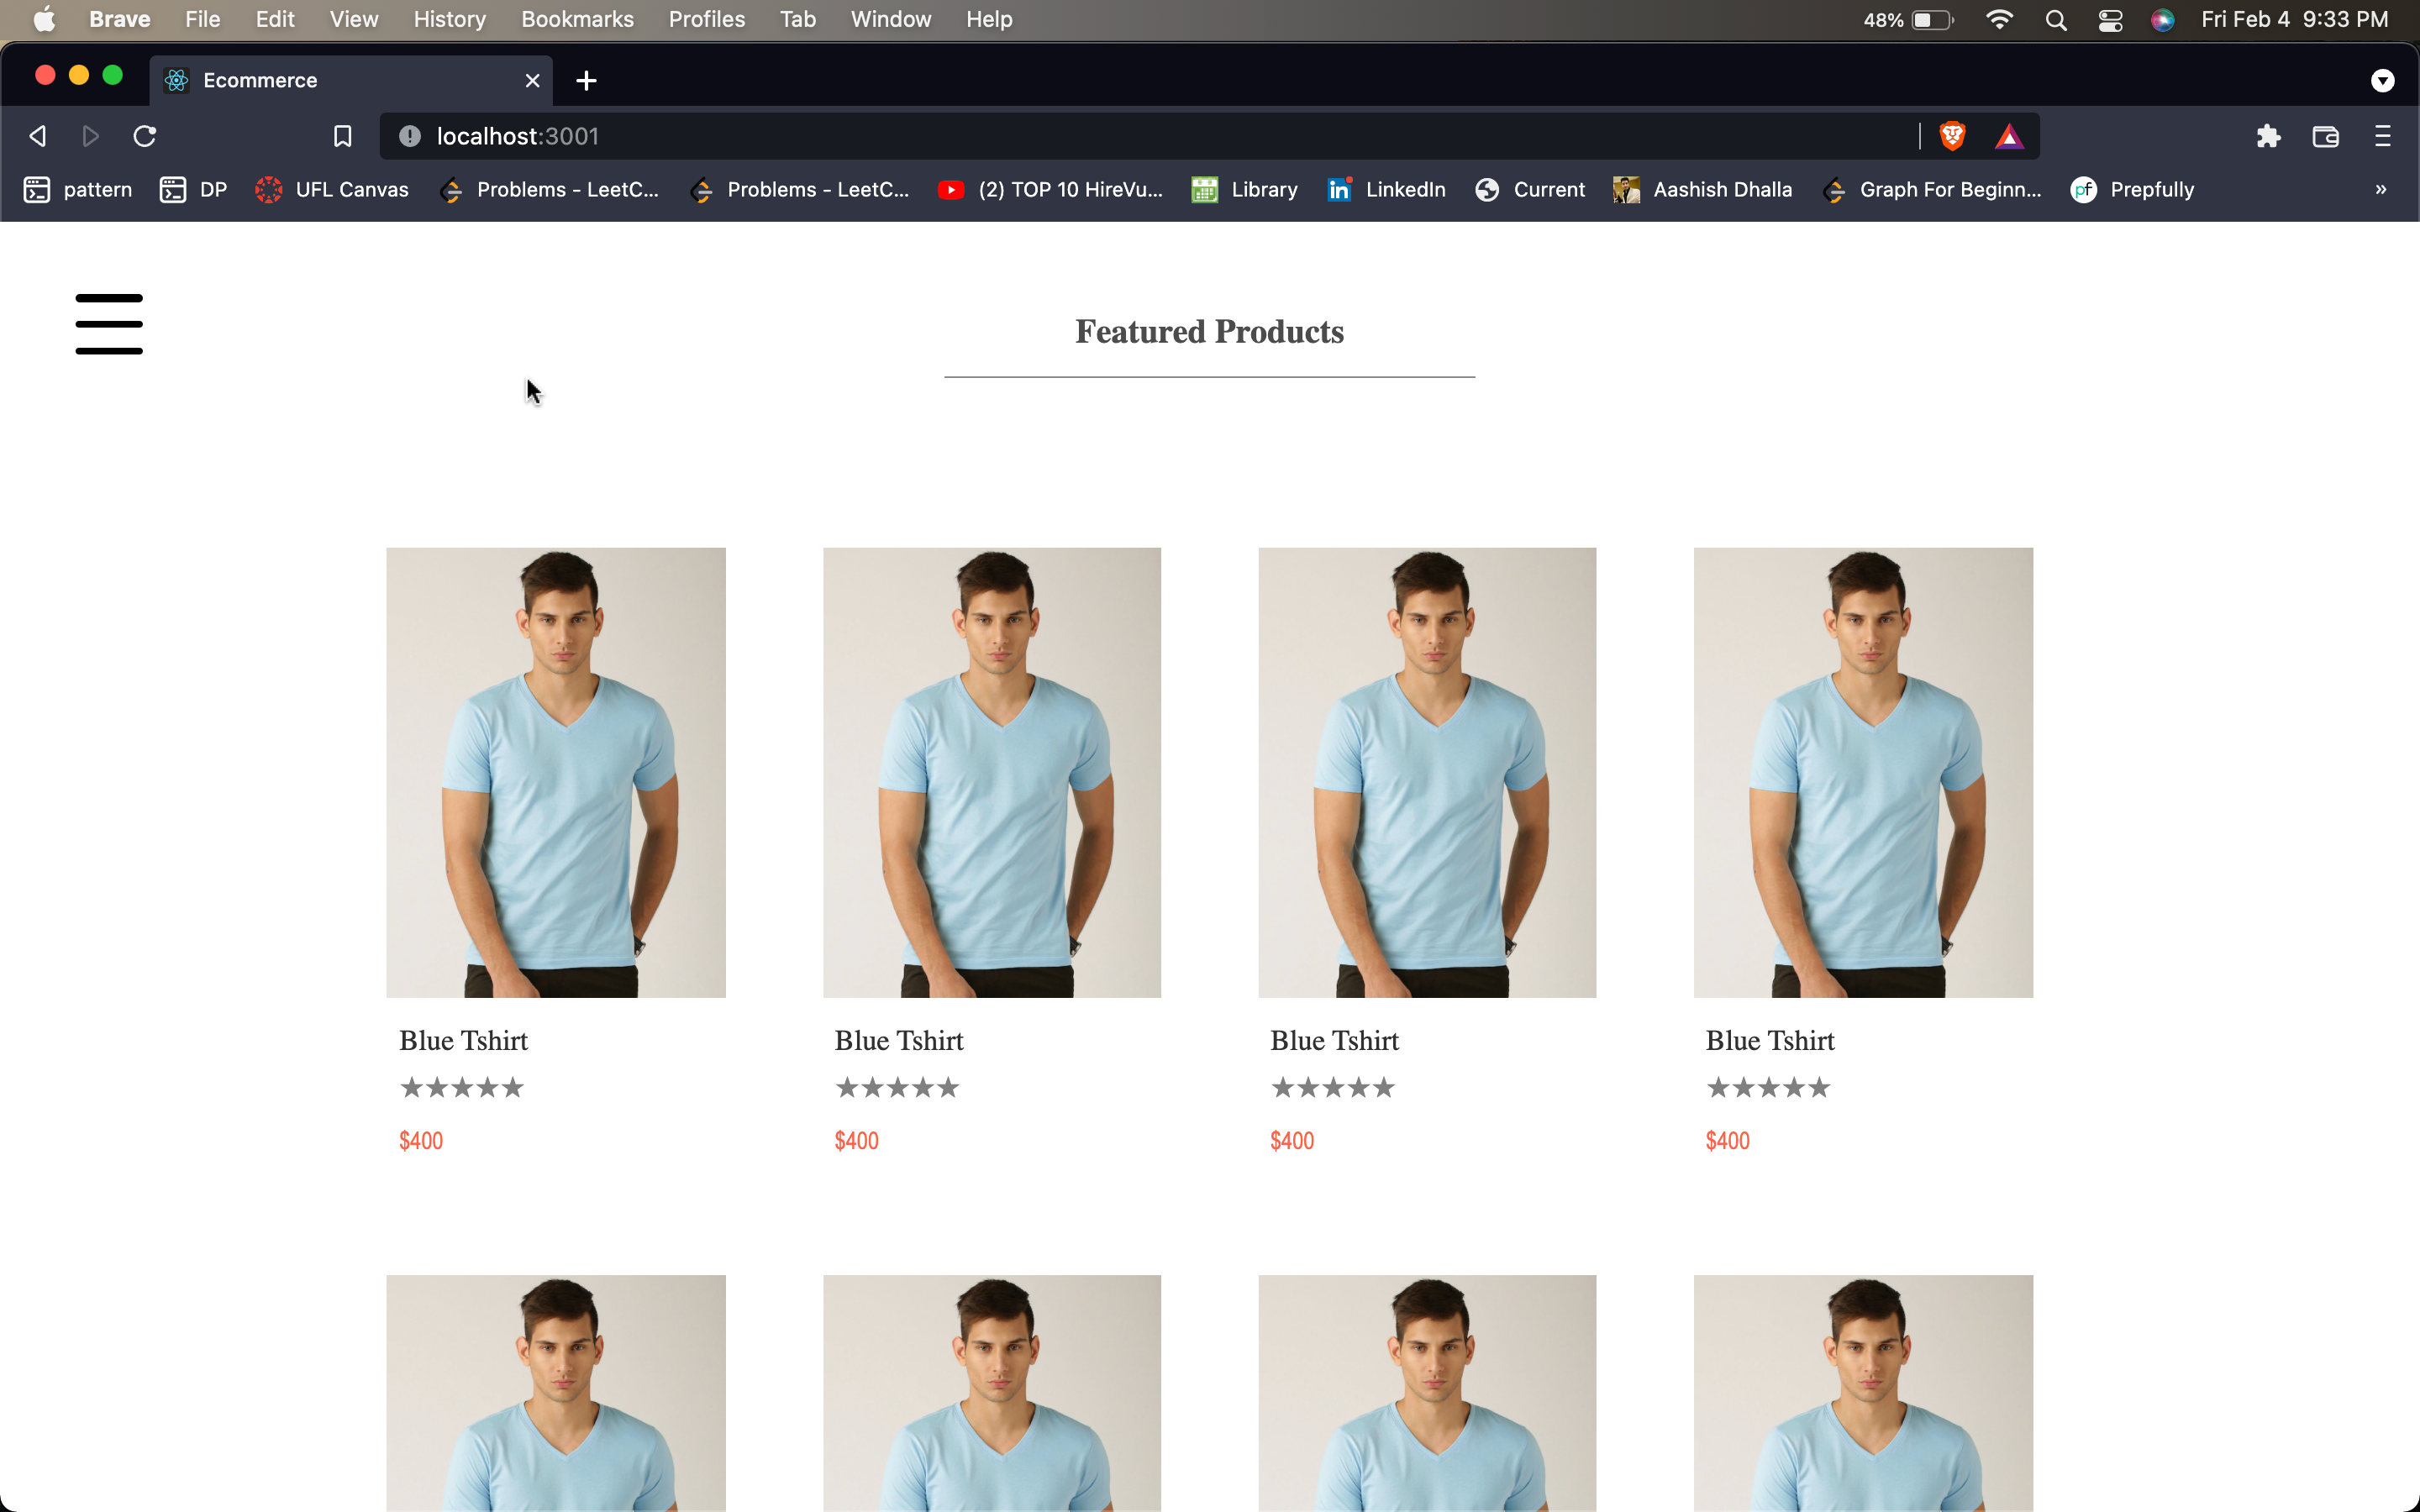 Brave File Edit View History Bookmarks Profiles Tab Window Help 48% Fri Feb 4 9:33 PM
Ecommerce
localhost:3001
pattern DP UFL Canvas Problems - LeetC... Problems - LeetC... (2) TOP 10 HireVu... Library in LinkedIn Current Aashish Dhalla Graph For Beginn... pf Prepfully »
Featured Products
Blue Tshirt Blue Tshirt Blue Tshirt Blue Tshirt
★★★★★ ★★★★★ ★★★★★ ★★★★★
$400 $400 $400 $400